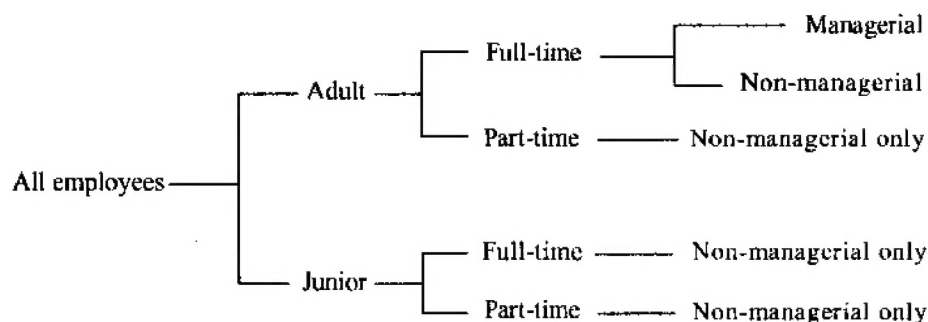 Managerial
Full-time
Adult
Non-managerial
Part-time
Non-managerial only
All employees
Full-time
Non-managerial only
Junior
Part-time
Non-managerial only